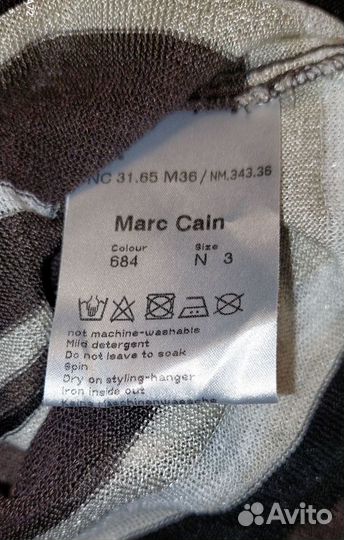 NC 31.65 M36 / NM.343.36
Marc Cain
Colour Size
684 N 3
not machine-washable
Mild detergent
Do not leave to soak
Spin
Dry on styling-hanger
Iron inside out
Avito